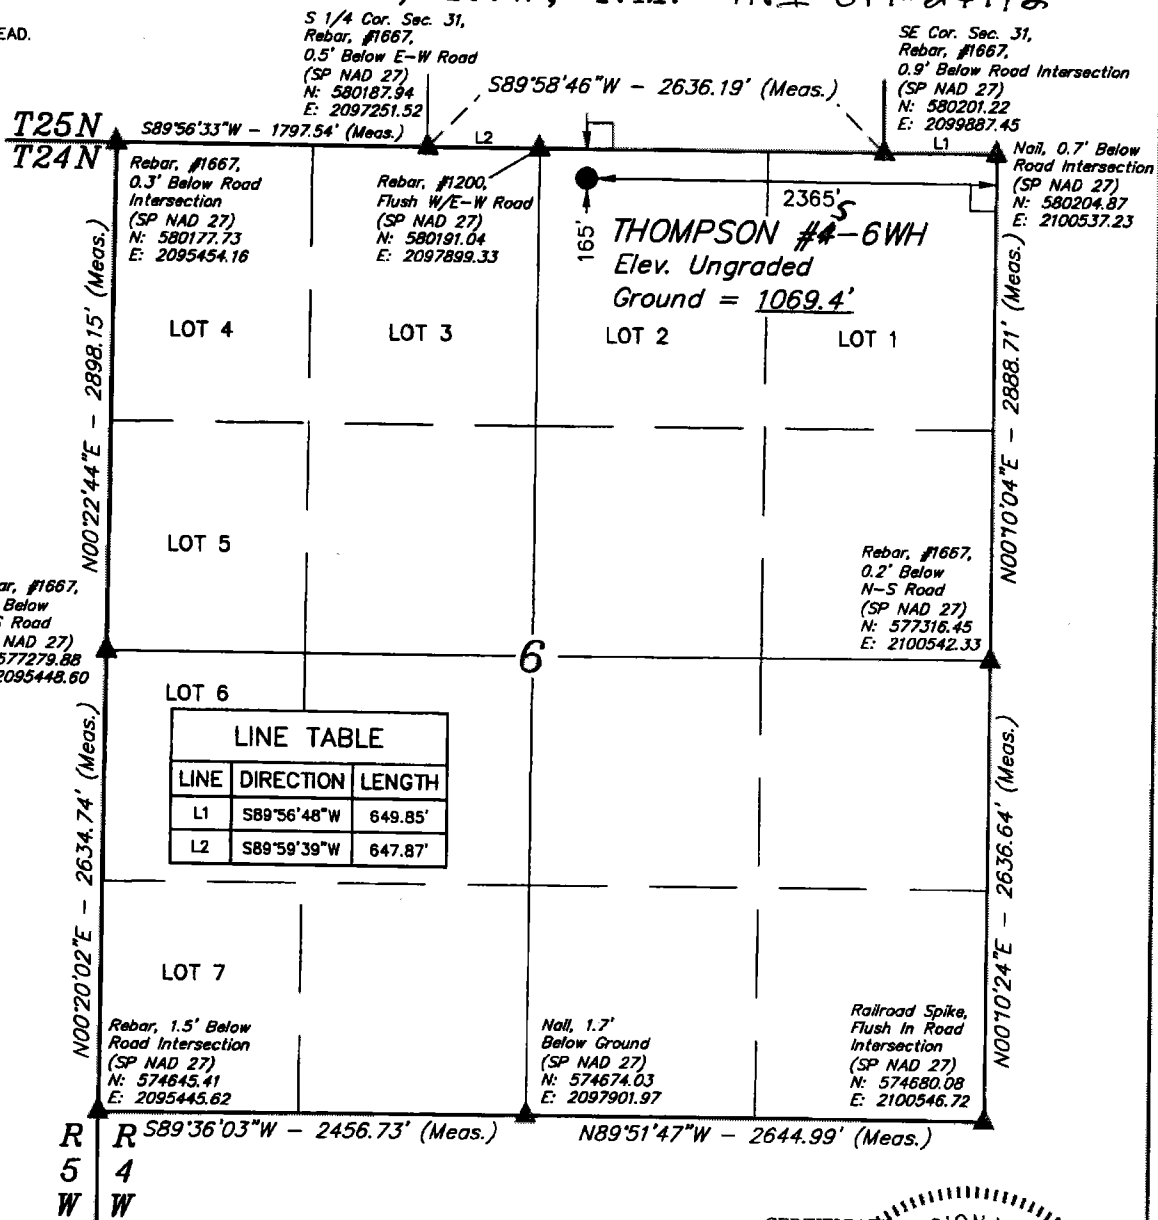 EAD.
S 1/4 Cor. Sec. 31,
Rebar, #1667,
0.5' Below E-W Road
(SP NAD 27)
N: 580187.94
E: 2097251.52
S89°58'46"W - 2636.19' (Meas.)
SE Cor. Sec. 31,
Rebar, #1667,
0.9' Below Road Intersection
(SP NAD 27)
N: 580201.22
E: 2099887.45
T25N
T24N
S89°56'33"W - 1797.54' (Meas.)
L2
L1
Nail, 0.7' Below
Road Intersection
(SP NAD 27)
N: 580204.87
E: 2100537.23
Rebar, #1667,
0.3' Below Road
Intersection
(SP NAD 27)
N: 580177.73
E: 2095454.16
Rebar, #1200,
Flush W/E-W Road
(SP NAD 27)
N: 580191.04
E: 2097899.33
165'
2365'
THOMPSON #5-6WH
Elev. Ungraded
Ground = 1069.4'
LOT 4
LOT 3
LOT 2
LOT 1
N00°22'44"E - 2898.15' (Meas.)
N00°10'04"E - 2888.71' (Meas.)
LOT 5
ar, #1667,
Below
S Road
NAD 27)
577279.88
2095448.60
Rebar, #1667,
0.2' Below
N-S Road
(SP NAD 27)
N: 577316.45
E: 2100542.33
6
LOT 6
LINE TABLE
LINE DIRECTION LENGTH
L1 S89°56'48"W 649.85'
L2 S89°59'39"W 647.87'
N00°20'02"E - 2634.74' (Meas.)
N00°10'24"E - 2636.64' (Meas.)
LOT 7
Rebar, 1.5' Below
Road Intersection
(SP NAD 27)
N: 574645.41
E: 2095445.62
Nail, 1.7'
Below Ground
(SP NAD 27)
N: 574674.03
E: 2097901.97
Railroad Spike,
Flush In Road
Intersection
(SP NAD 27)
N: 574680.08
E: 2100546.72
S89°36'03"W - 2456.73' (Meas.)
N89°51'47"W - 2644.99' (Meas.)
R R
5 4
W W